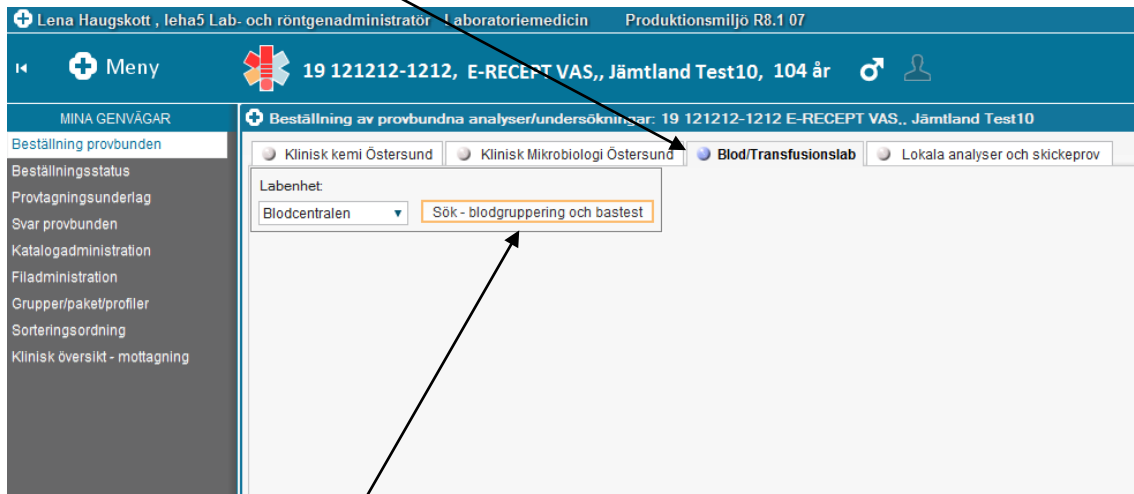 Lena Haugskott , leha5 Lab- och röntgenadministratör Laboratoriemedicin Produktionsmiljö R8.1 07
Meny
19 121212-1212, E-RECEPT VAS,, Jämtland Test10, 104 år
MINA GENVÄGAR
Beställning av provbundna analyser/undersökningar: 19 121212-1212 E-RECEPT VAS,, Jämtland Test10
Beställning provbunden
Beställningsstatus
Provtagningsunderlag
Svar provbunden
Katalogadministration
Filadministration
Grupper/paket/profiler
Sorteringsordning
Klinisk översikt - mottagning
Klinisk kemi Östersund
Klinisk Mikrobiologi Östersund
Blod/Transfusionslab
Lokala analyser och skickeprov
Labenhet:
Blodcentralen
Sök - blodgruppering och bastest